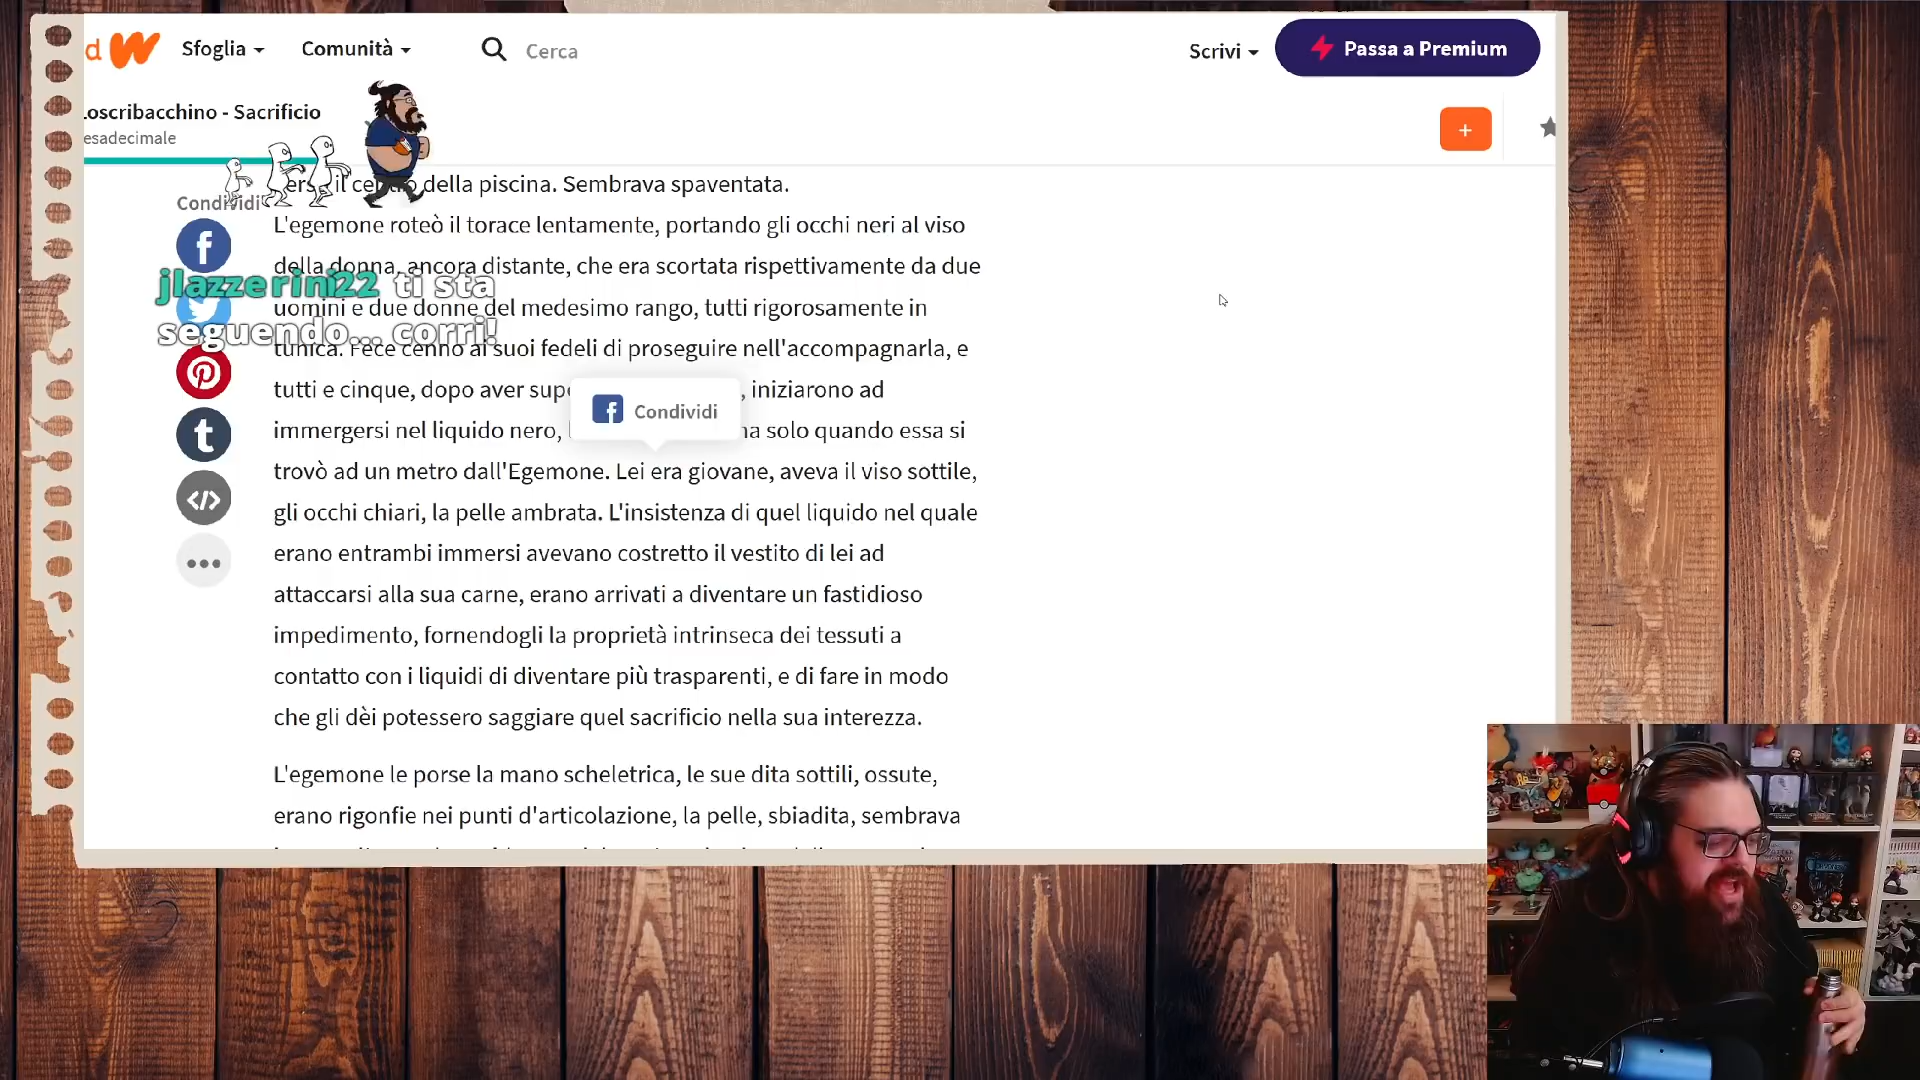 d
Sfoglia
Comunità
Cerca
Scrivi
Passa a Premium
Loscribacchino - Sacrificio
esadecimale
+
della piscina. Sembrava spaventata.
Condividi
L'egemone roteò il torace lentamente, portando gli occhi neri al viso
della donna, ancora distante, che era scortata rispettivamente da due
jlazzerini22 ti sta
uomini e due donne del medesimo rango, tutti rigorosamente in
seguendo... corri!
tunica. Fece cenno ai suoi fedeli di proseguire nell'accompagnarla, e
tutti e cinque, dopo aver iniziarono ad
Condividi
immergersi nel liquido nero, solo quando essa si
trovò ad un metro dall'Egemone. Lei era giovane, aveva il viso sottile,
gli occhi chiari, la pelle ambrata. L'insistenza di quel liquido nel quale
erano entrambi immersi avevano costretto il vestito di lei ad
attaccarsi alla sua carne, erano arrivati a diventare un fastidioso
impedimento, fornendogli la proprietà intrinseca dei tessuti a
contatto con i liquidi di diventare più trasparenti, e di fare in modo
che gli dèi potessero saggiare quel sacrificio nella sua interezza.
L'egemone le porse la mano scheletrica, le sue dita sottili, ossute,
erano rigonfie nei punti d'articolazione, la pelle, sbiadita, sembrava